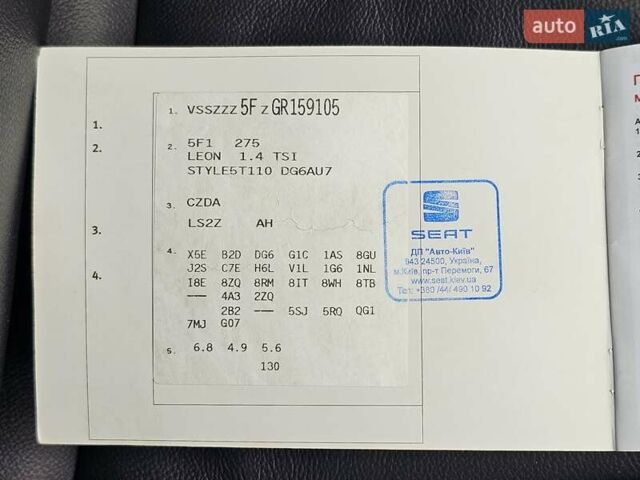 auto RIA.com
1.
2.
3.
4.
1. VSSZZZ 5F Z GR159105
2. 5F1 275
LEON 1.4 TSI
STYLE5T110 DG6AU7
3. CZDA
LS2Z AH
4. X5E B2D DG6 G1C 1AS 8GU
J2S C7E H6L V1L 1G6 1NL
I8E 8ZQ 8RM 8IT 8WH 8TB
--- 4A3 2ZQ
2B2 --- 5SJ 5RQ QG1
7MJ G07
5. 6.8 4.9 5.6
130
SEAT
ДП "Авто-Київ"
943 24500, Україна,
м.Київ, пр-т Перемоги, 67
www.seat.kiev.ua
Тел: +380 /44/ 490 10 92